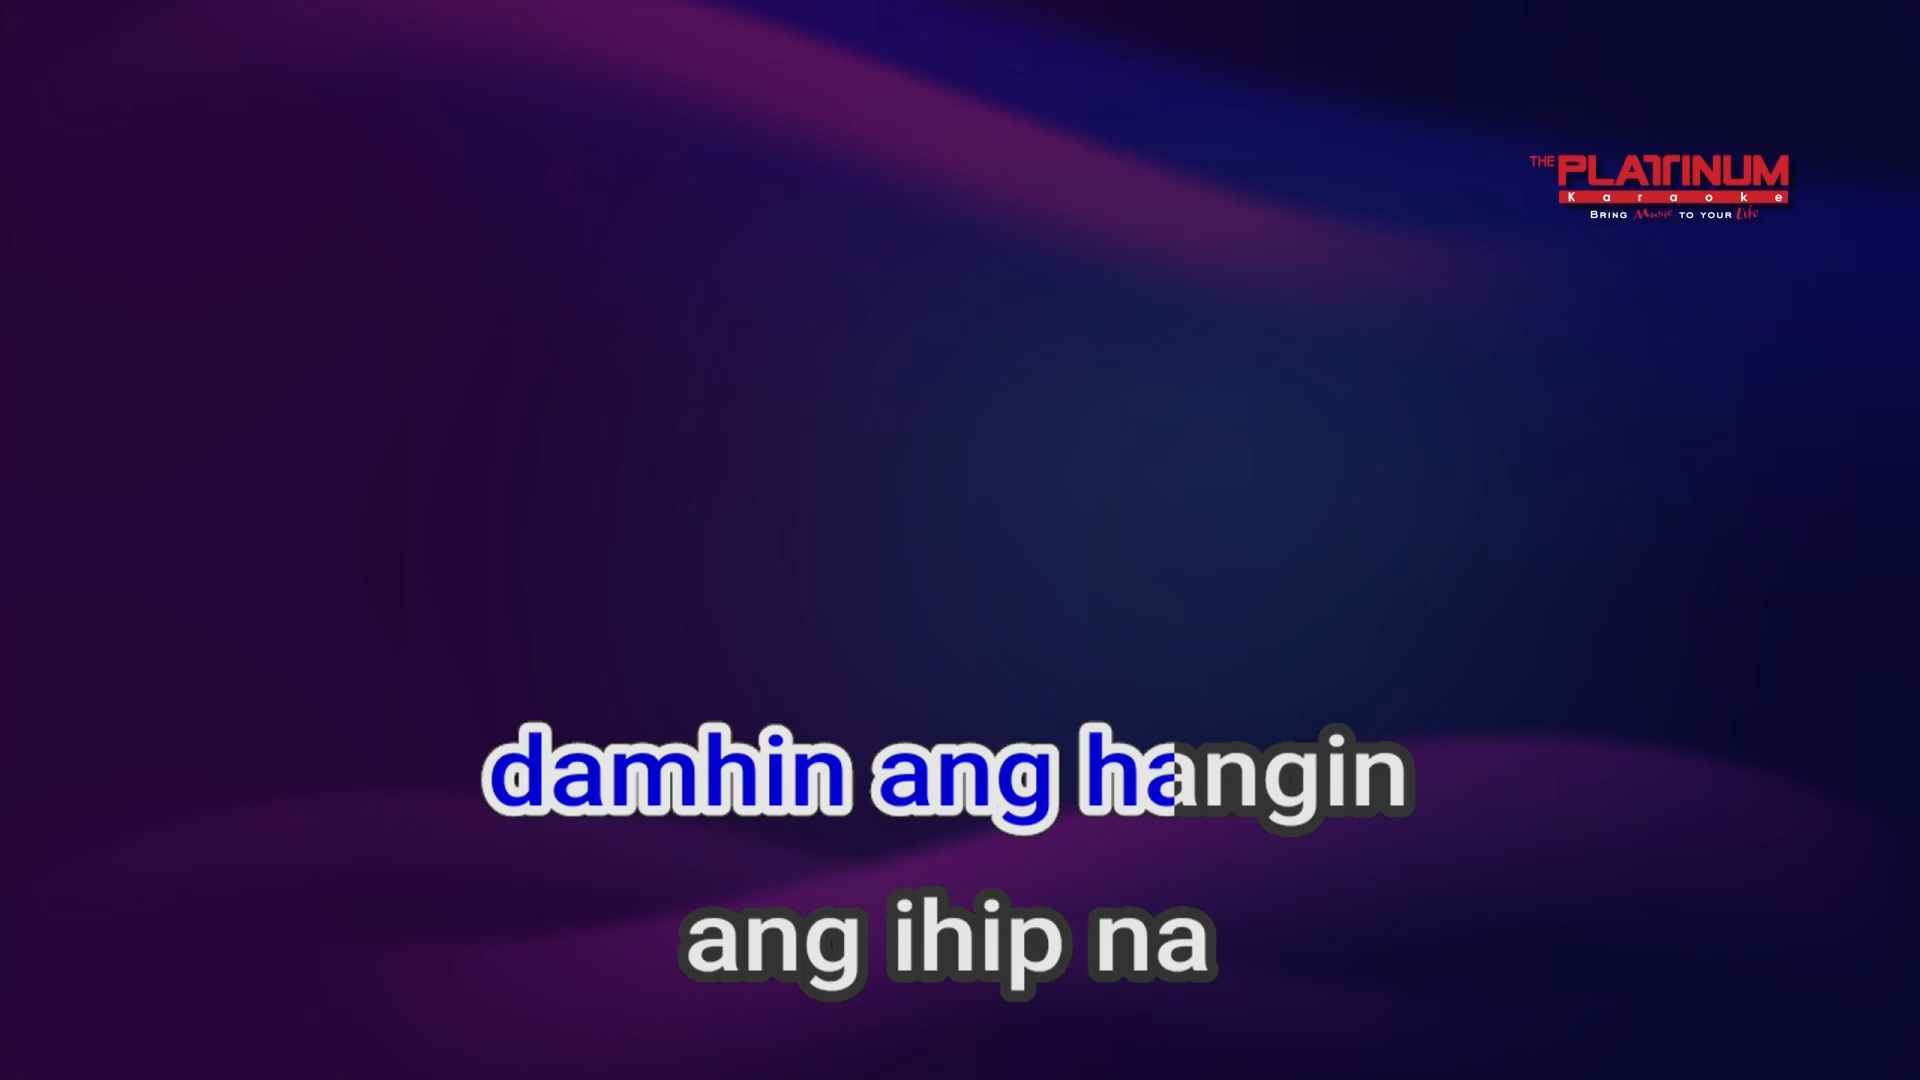 THE PLATINUM
Karaoke
BRING Music TO YOUR Life
damhin ang hangin
ang ihip na